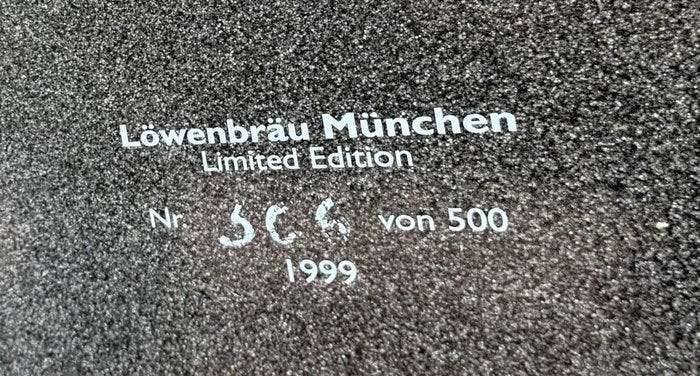 Löwenbräu München
Limited Edition
Nr. von 500
1999